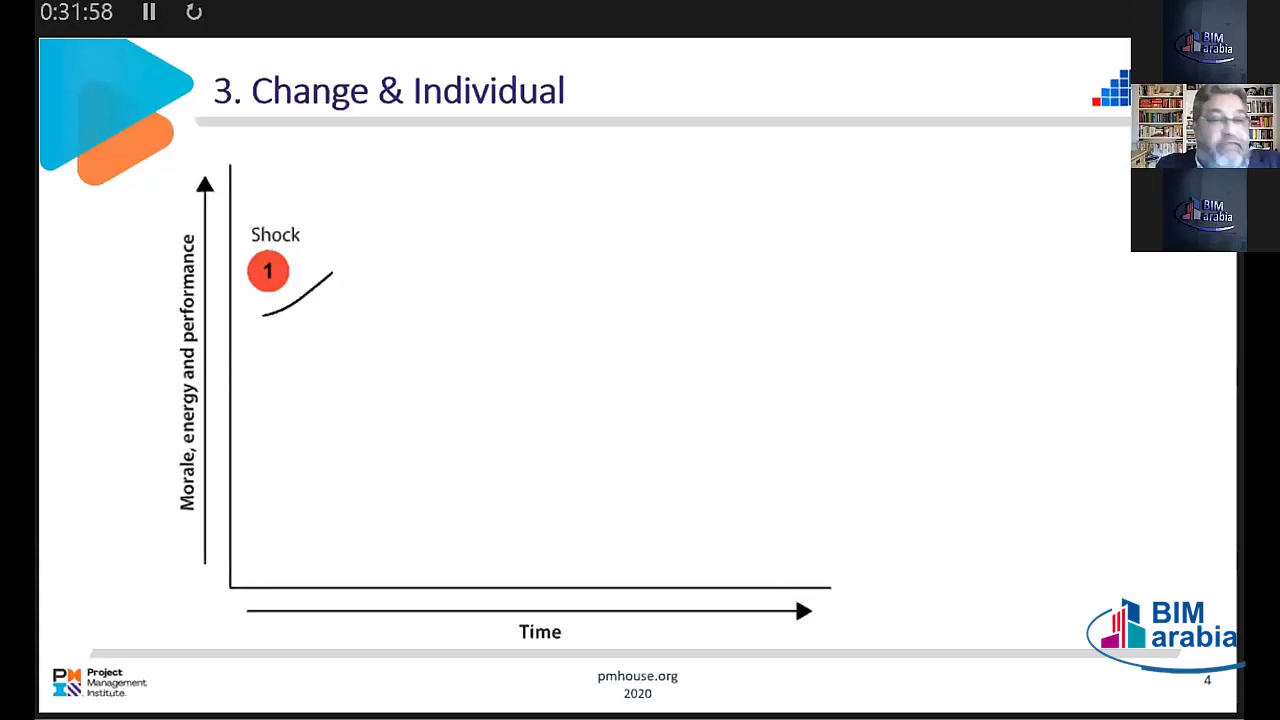 0:31:58
3. Change & Individual
BIM
arabia
BIM
arabia
Shock
1
Morale, energy and performance
Time
BIM
arabia
Project
Management
Institute.
pmhouse.org
2020
4